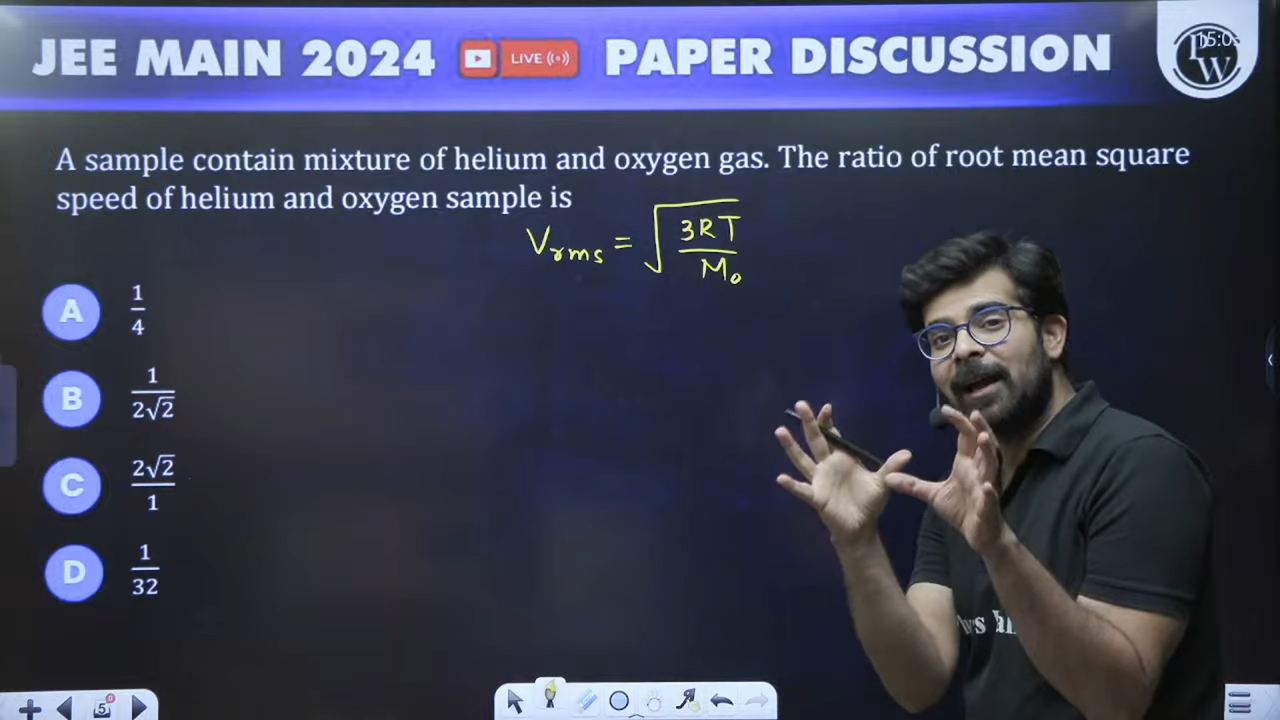 JEE MAIN 2024 LIVE PAPER DISCUSSION
A sample contain mixture of helium and oxygen gas. The ratio of root mean square
speed of helium and oxygen sample is
Vrms = √(3RT/M₀)
A 1/4
B 1/2√2
C 2√2/1
D 1/32